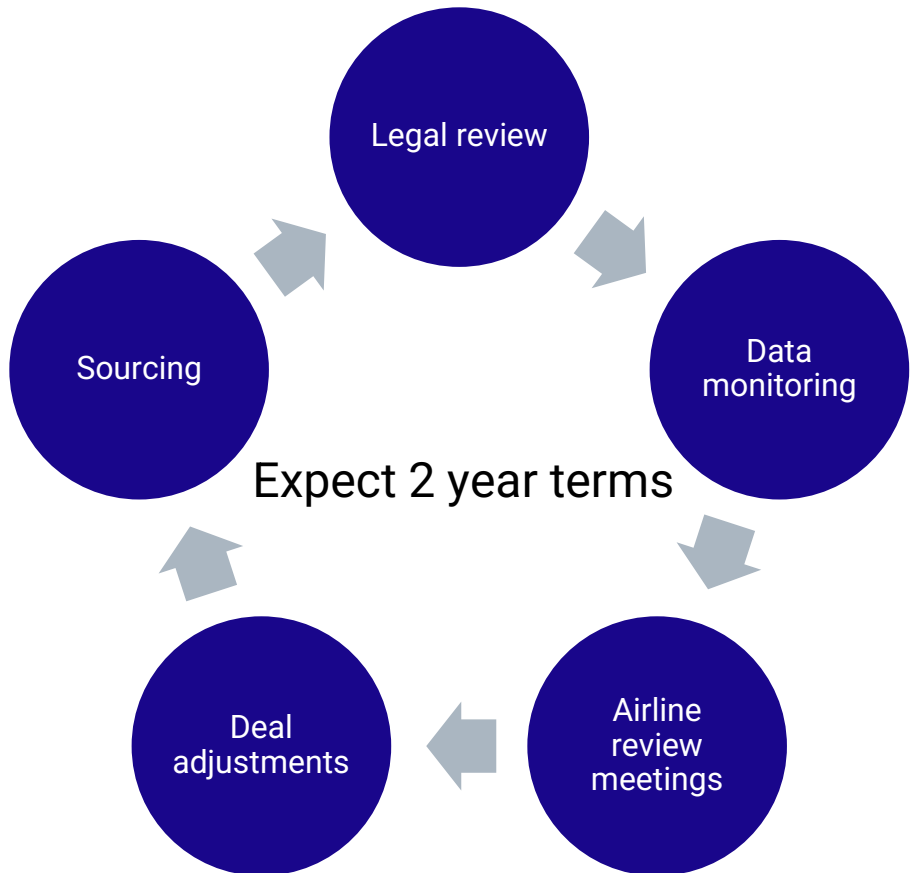 Legal review
Sourcing
Data
monitoring
Expect 2 year terms
Deal
adjustments
Airline
review
meetings